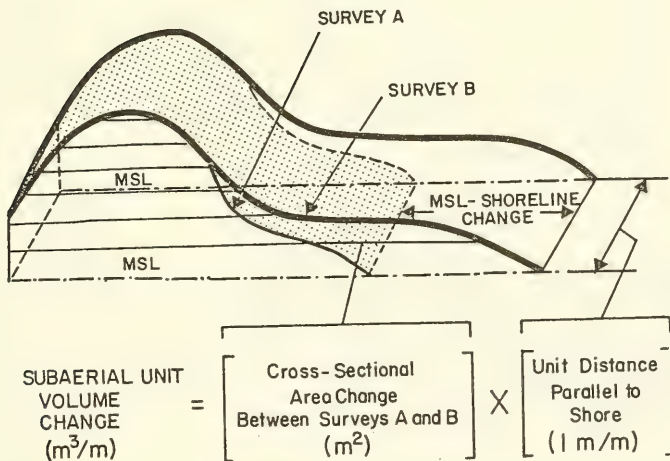 SURVEY A
SURVEY B
MSL
MSL-SHORELINE
CHANGE
MSL
SUBAERIAL UNIT
VOLUME
CHANGE
(m³/m)
=
Cross-Sectional
Area Change
Between Surveys A and B
(m²)
X
Unit Distance
Parallel to
Shore
(1 m/m)